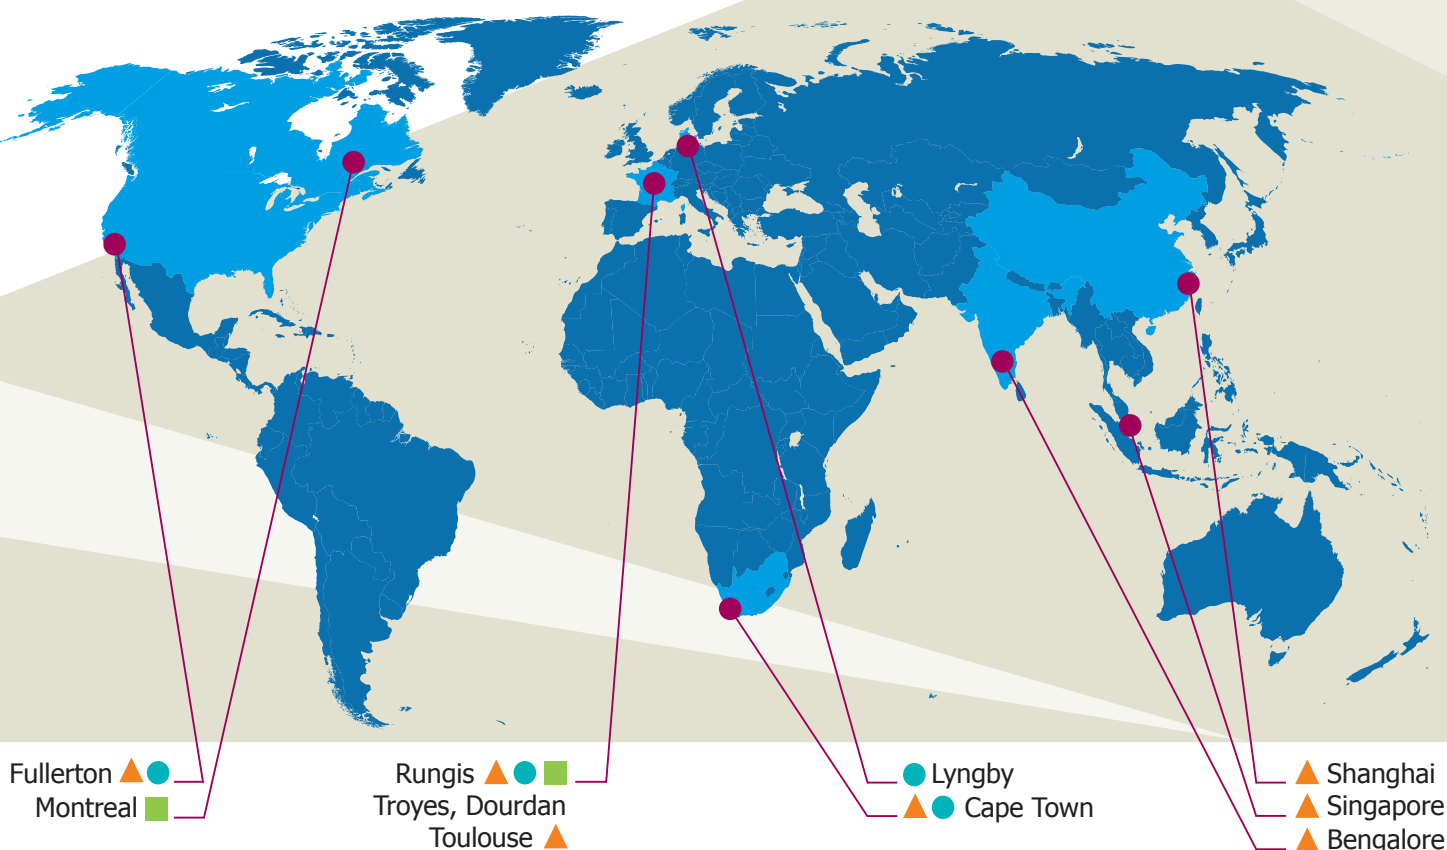 Fullerton
Montreal
Rungis
Troyes, Dourdan
Toulouse
Lyngby
Cape Town
Shanghai
Singapore
Bengalore